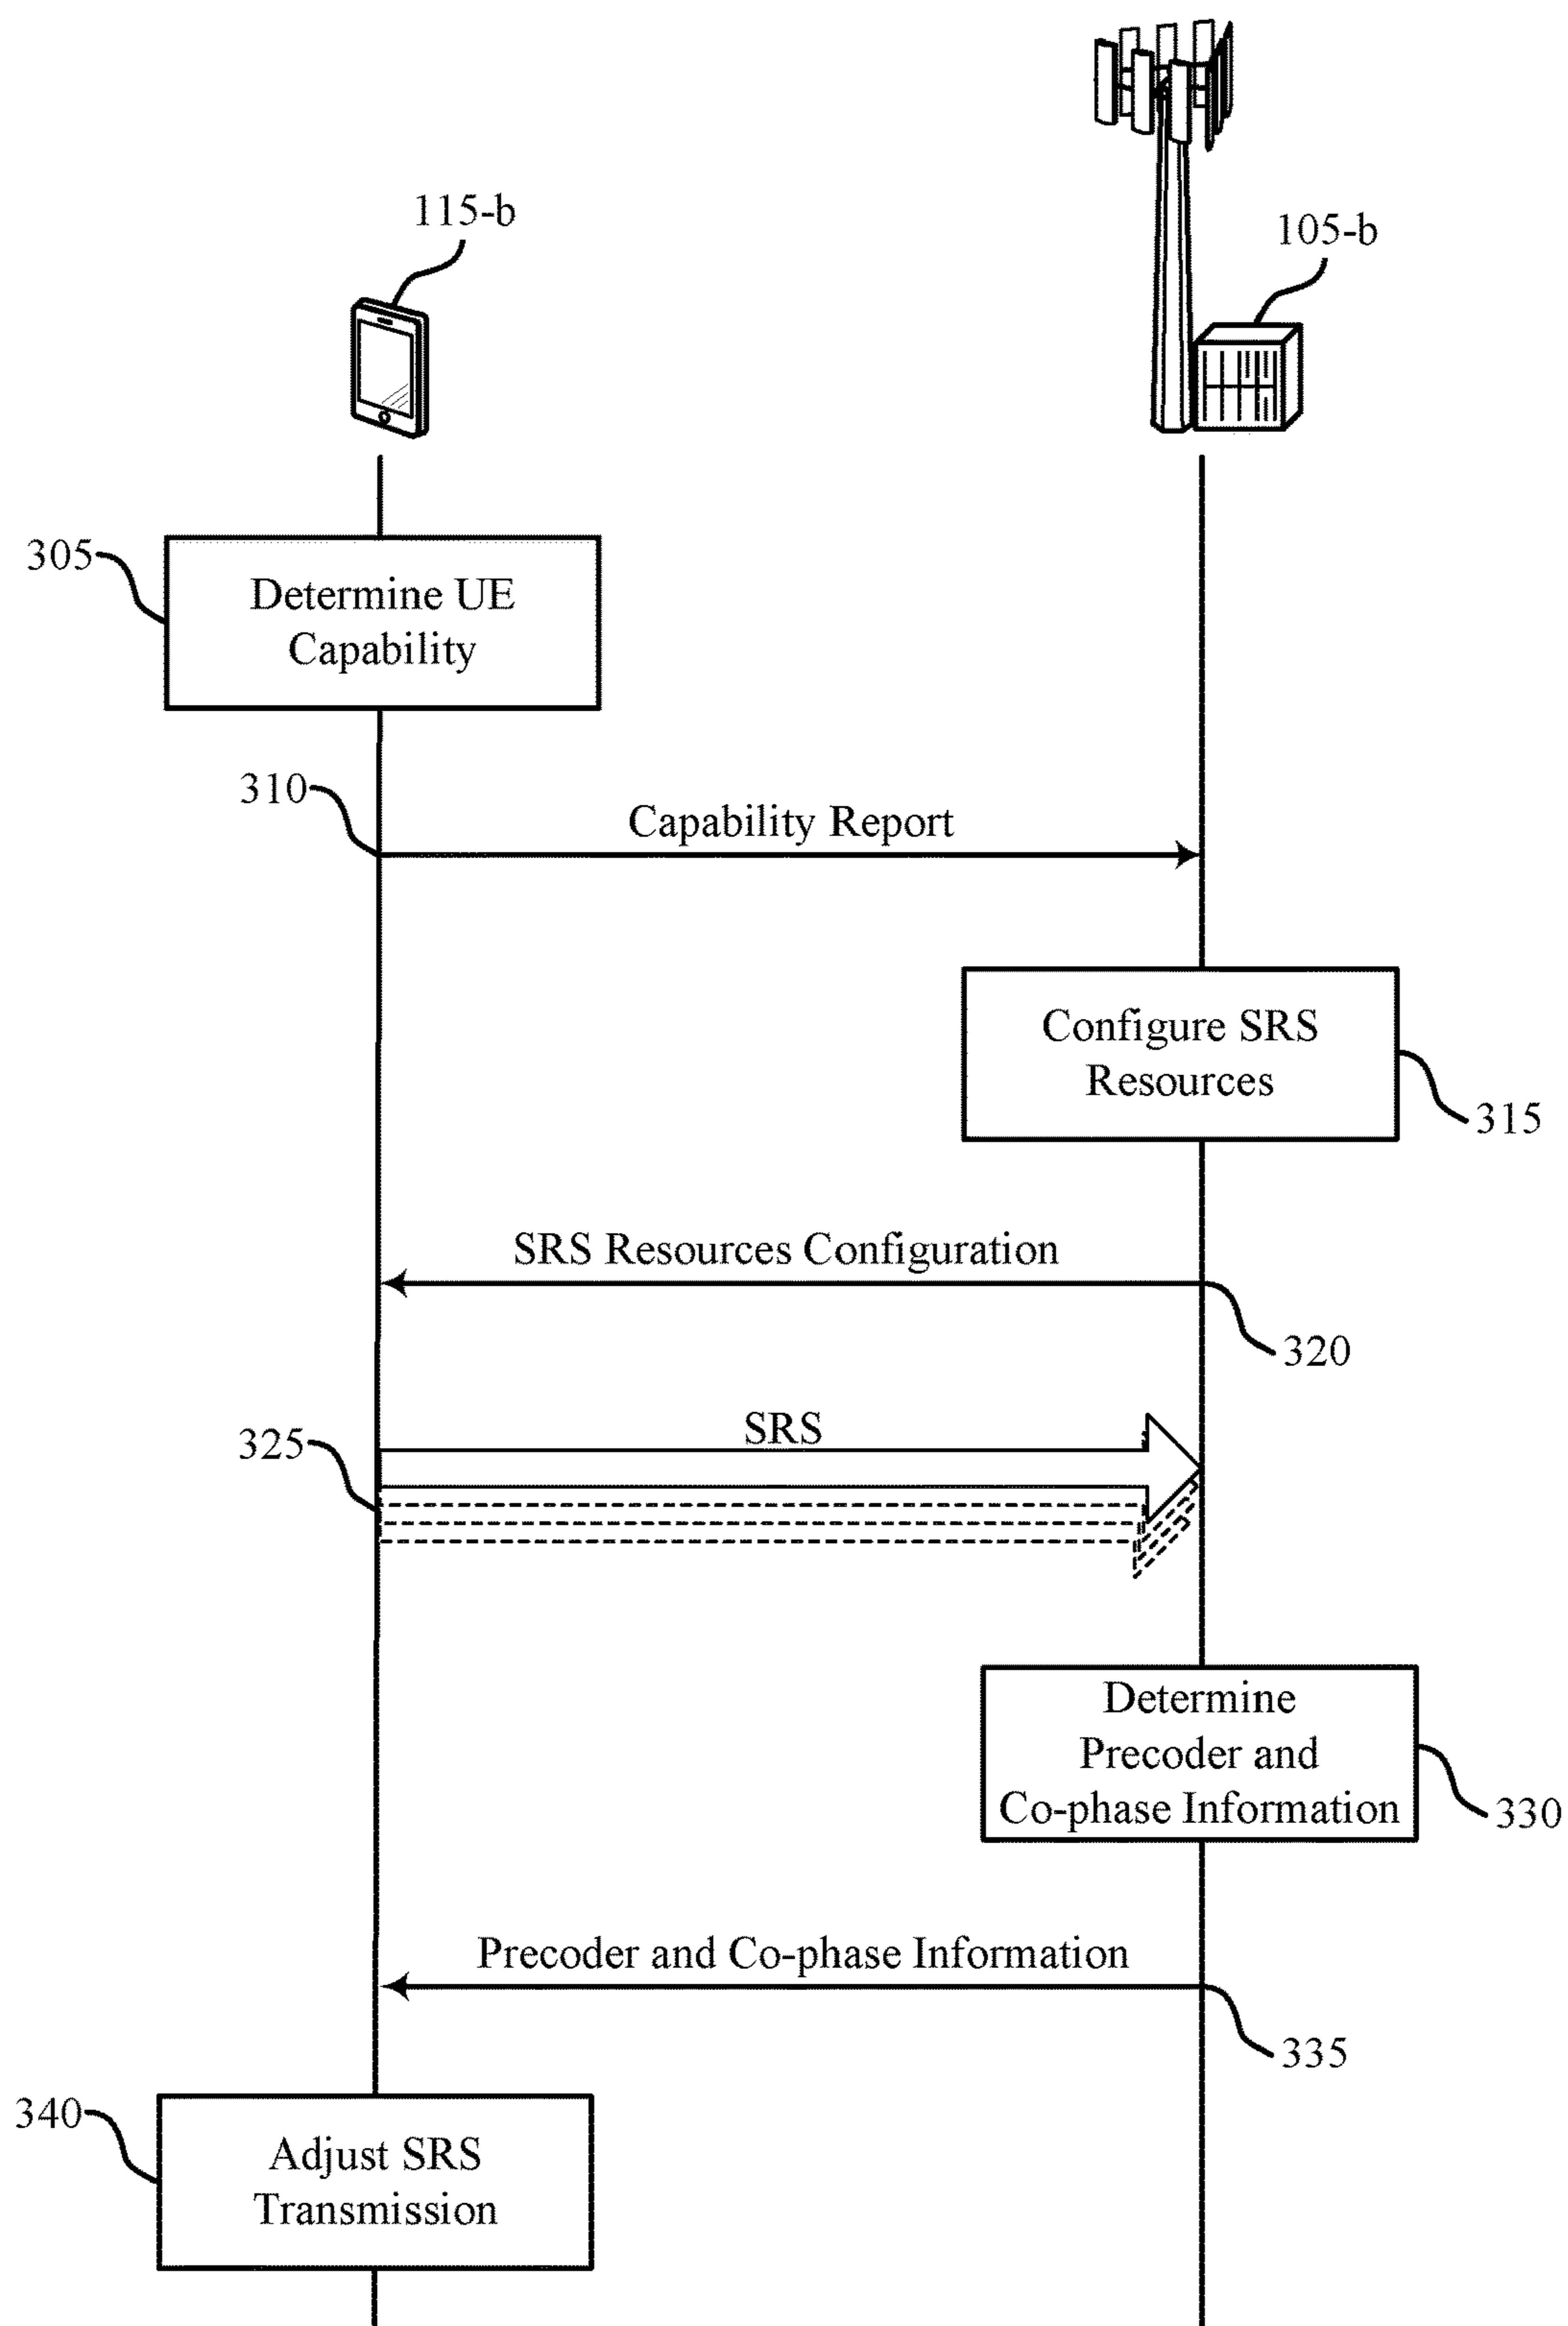 115-b
105-b
305
Determine UE
Capability
310
Capability Report
Configure SRS
Resources
315
SRS Resources Configuration
320
SRS
325
Determine
Precoder and
Co-phase Information
330
Precoder and Co-phase Information
335
340
Adjust SRS
Transmission